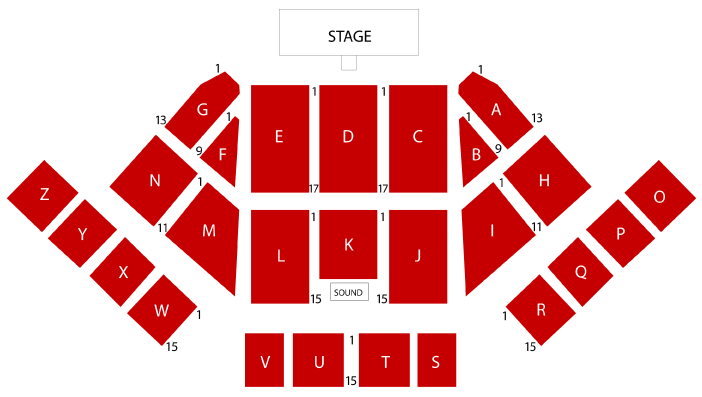 STAGE
1
1
G
A
1
1
13
1
1
13
E
D
C
F
B
9
9
N
H
1
17
17
1
Z
O
1
1
11
11
Y
M
I
P
L
K
J
X
Q
SOUND
15
15
W
R
1
1
15
15
1
V
U
T
S
15